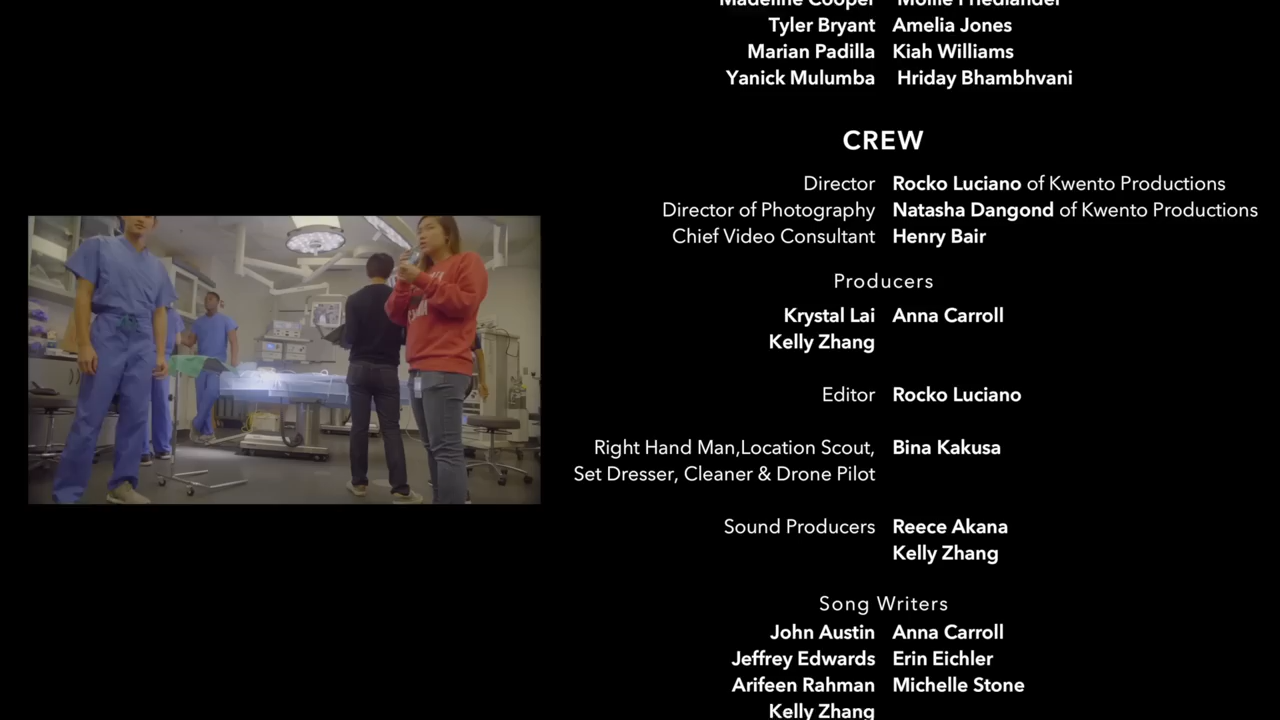 Madeline Cooper Mollie Friedlander
Tyler Bryant Amelia Jones
Marian Padilla Kiah Williams
Yanick Mulumba Hriday Bhambhvani
CREW
Director Rocko Luciano of Kwento Productions
Director of Photography Natasha Dangond of Kwento Productions
Chief Video Consultant Henry Bair
Producers
Krystal Lai Anna Carroll
Kelly Zhang
Editor Rocko Luciano
Right Hand Man,Location Scout, Bina Kakusa
Set Dresser, Cleaner & Drone Pilot
Sound Producers Reece Akana
Kelly Zhang
Song Writers
John Austin Anna Carroll
Jeffrey Edwards Erin Eichler
Arifeen Rahman Michelle Stone
Kelly Zhang